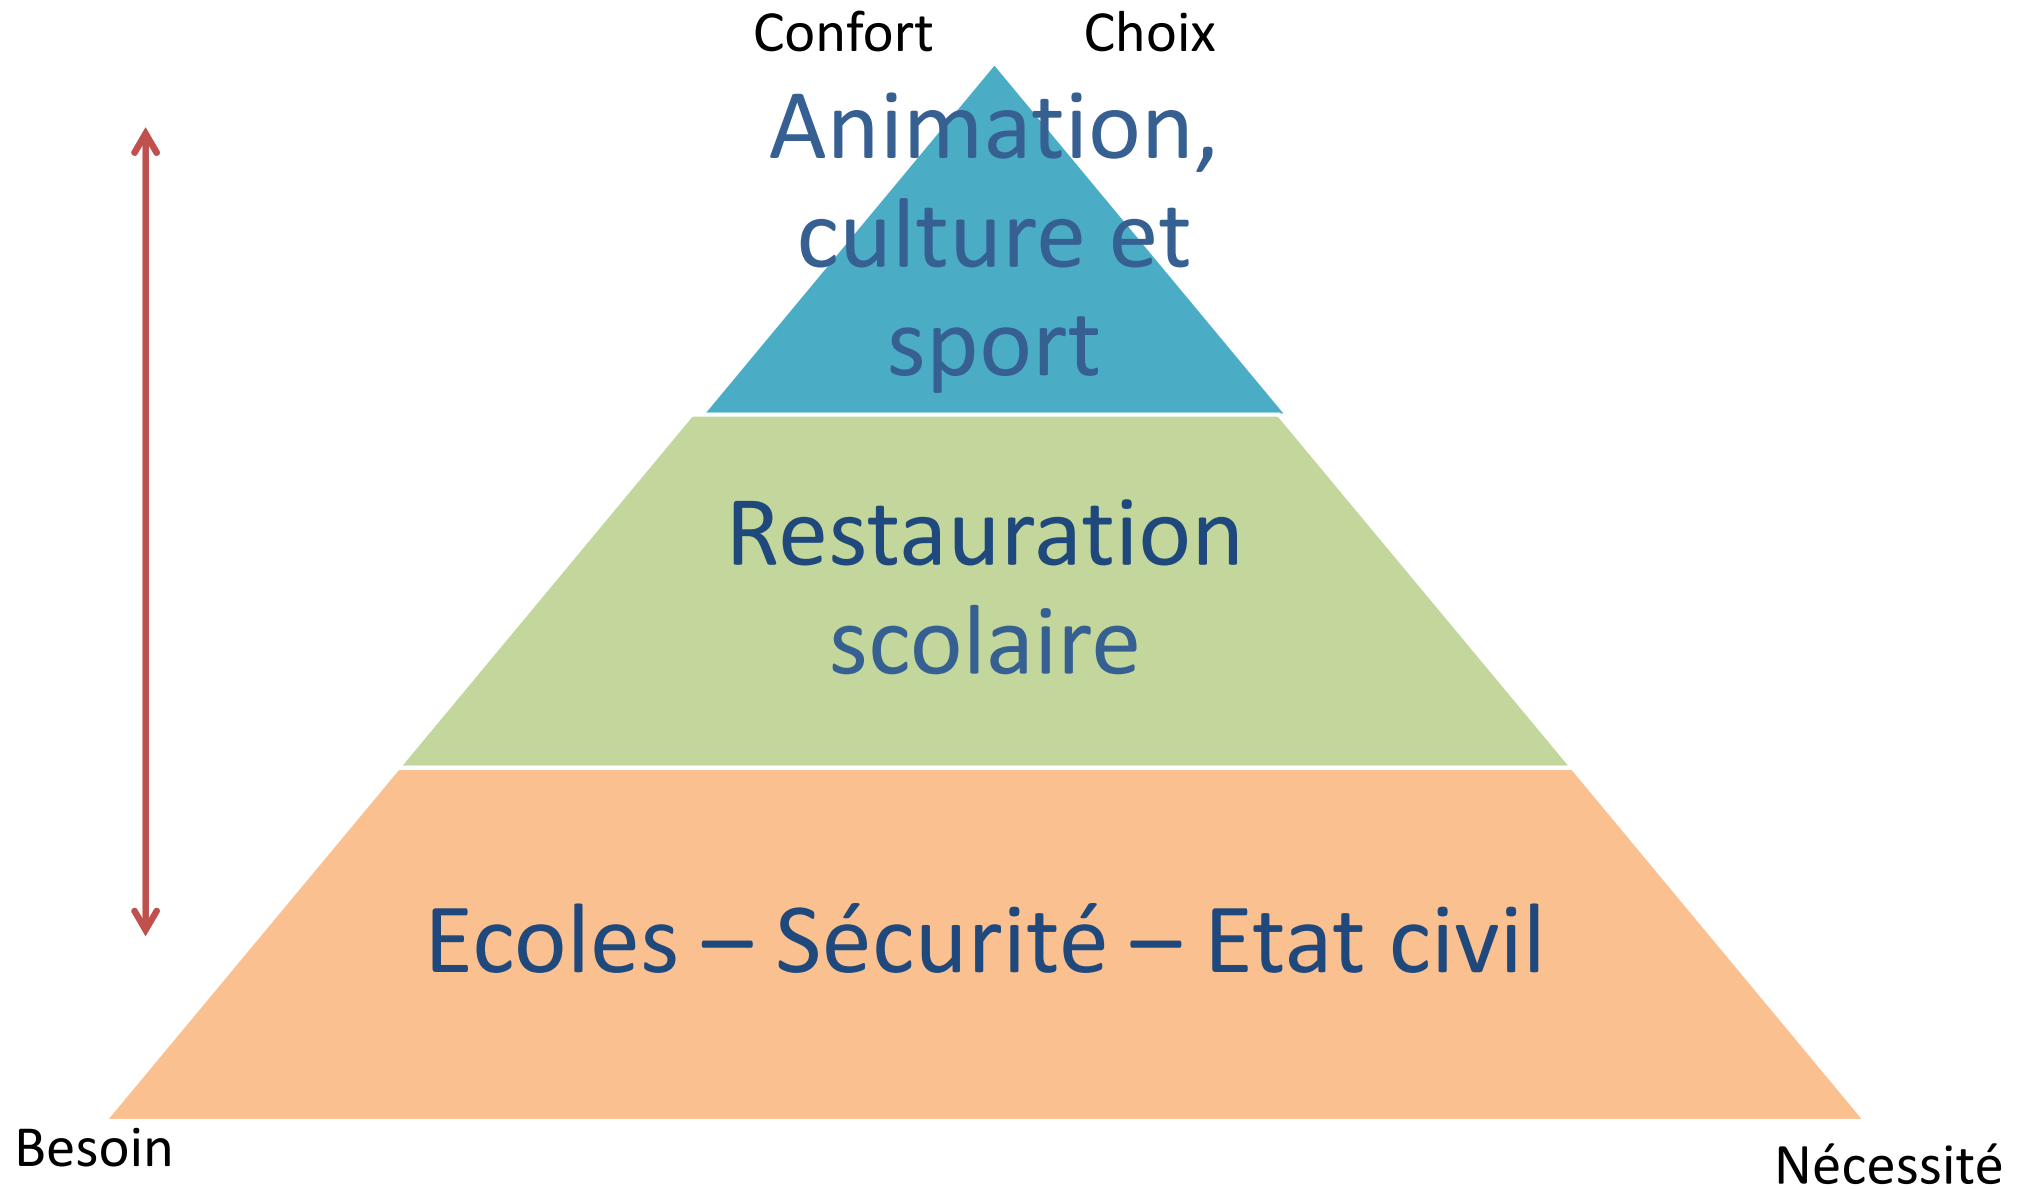 Confort Choix
Animation,
culture et
sport
Restauration
scolaire
Ecoles – Sécurité – Etat civil
Besoin
Nécessité